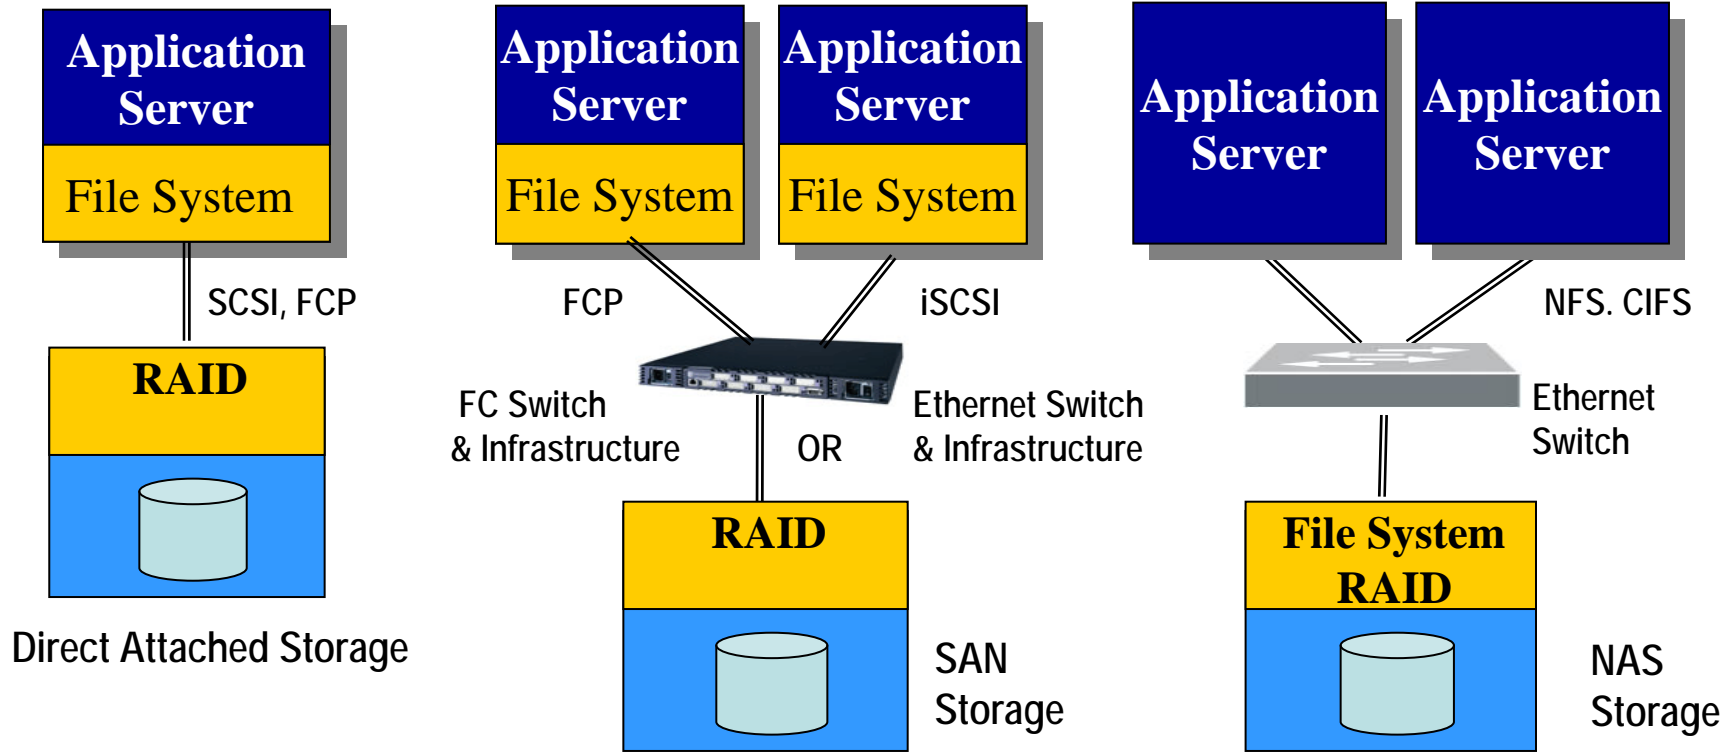 Application
Server
File System
SCSI, FCP
RAID
Direct Attached Storage
Application
Server
File System
Application
Server
File System
FCP
iSCSI
FC Switch
& Infrastructure
OR
Ethernet Switch
& Infrastructure
RAID
SAN
Storage
Application
Server
Application
Server
NFS. CIFS
Ethernet
Switch
File System
RAID
NAS
Storage